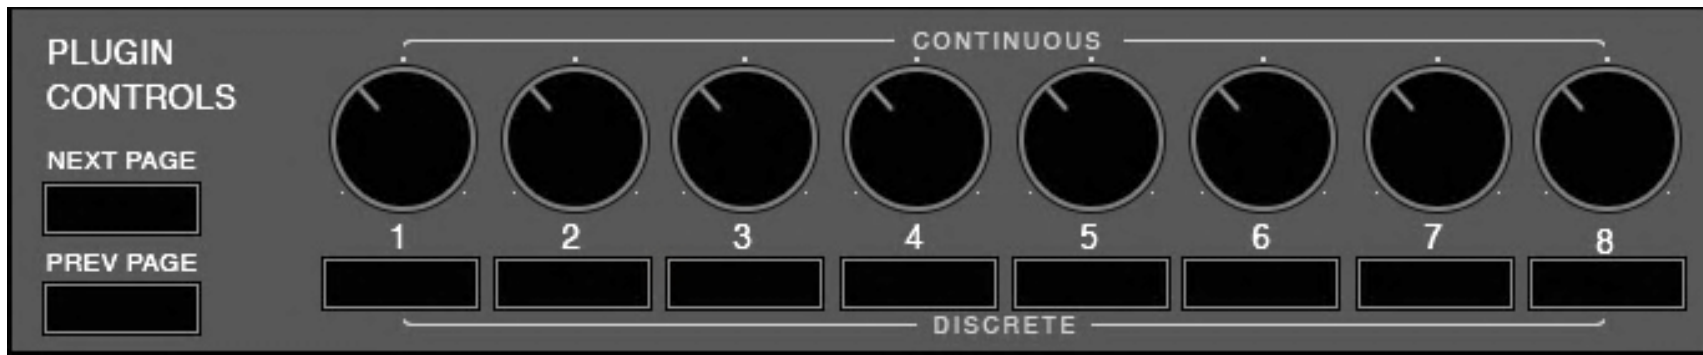 PLUGIN
CONTROLS
NEXT PAGE
PREV PAGE
CONTINUOUS
1 2 3 4 5 6 7 8
DISCRETE